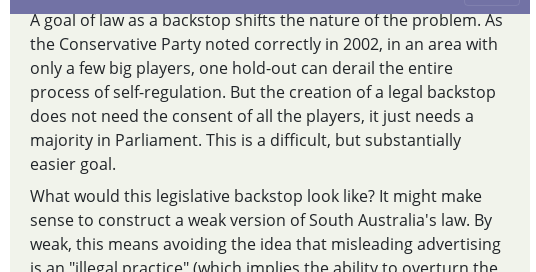 A goal of law as a backstop shifts the nature of the problem. As
the Conservative Party noted correctly in 2002, in an area with
only a few big players, one hold-out can derail the entire
process of self-regulation. But the creation of a legal backstop
does not need the consent of all the players, it just needs a
majority in Parliament. This is a difficult, but substantially
easier goal.
What would this legislative backstop look like? It might make
sense to construct a weak version of South Australia's law. By
weak, this means avoiding the idea that misleading advertising
is an "illegal practice" (which implies the ability to overturn the